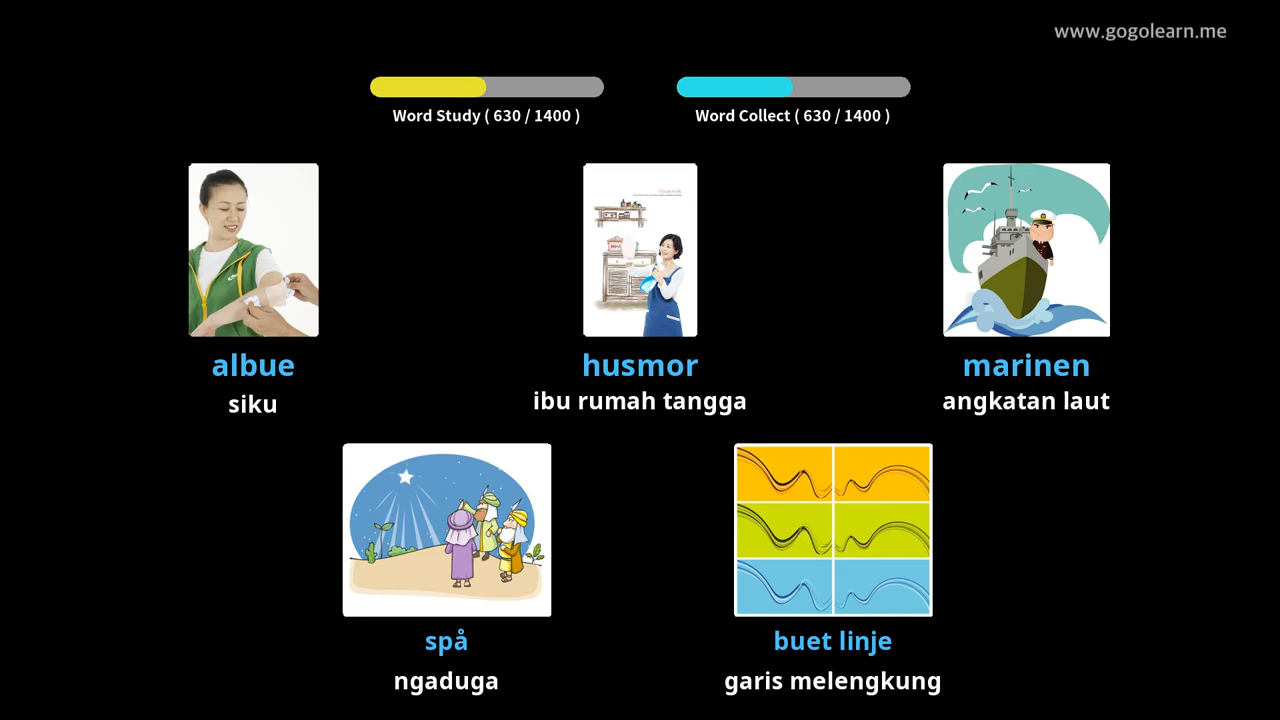 www.gogolearn.me
Word Study ( 630 / 1400 )
Word Collect ( 630 / 1400 )
albue
siku
husmor
ibu rumah tangga
marinen
angkatan laut
spå
ngaduga
buet linje
garis melengkung